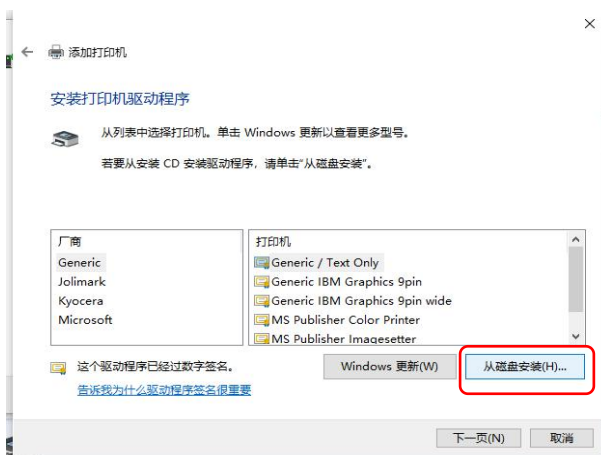 添加打印机
安装打印机驱动程序
从列表中选择打印机。单击 Windows 更新以查看更多型号。
若要从安装 CD 安装驱动程序，请单击“从磁盘安装”。
厂商
Generic
Jolimark
Kyocera
Microsoft
打印机
Generic / Text Only
Generic IBM Graphics 9pin
Generic IBM Graphics 9pin wide
MS Publisher Color Printer
MS Publisher Imagesetter
这个驱动程序已经过数字签名。
告诉我为什么驱动程序签名很重要
Windows 更新(W)
从磁盘安装(H)...
下一页(N)
取消